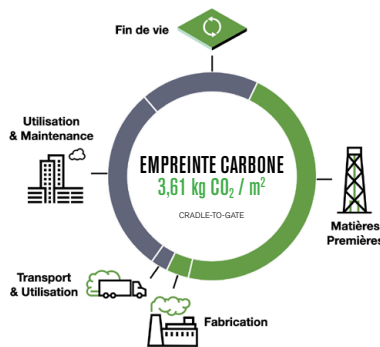 Fin de vie
Utilisation
& Maintenance
EMPREINTE CARBONE
3,61 kg CO₂ / m²
CRADLE-TO-GATE
Matières
Premières
Transport
& Utilisation
Fabrication